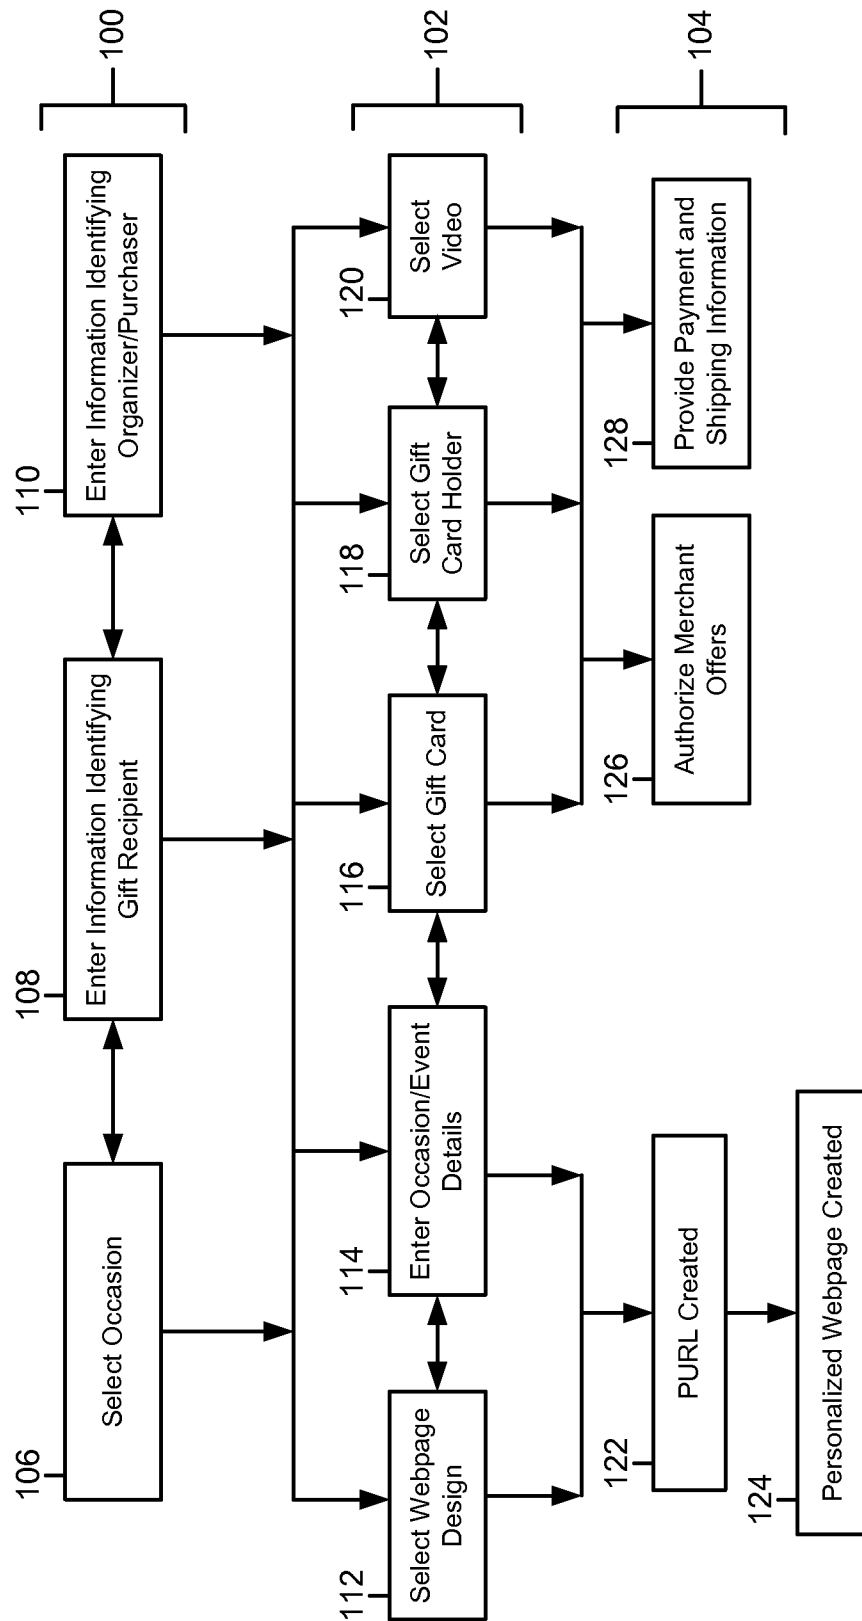 106
Select Occasion
108
Enter Information Identifying
Gift Recipient
110
Enter Information Identifying
Organizer/Purchaser
100
112
Select Webpage
Design
114
Enter Occasion/Event
Details
116
Select Gift Card
118
Select Gift
Card Holder
120
Select
Video
102
122
PURL Created
126
Authorize Merchant
Offers
128
Provide Payment and
Shipping Information
104
124
Personalized Webpage Created